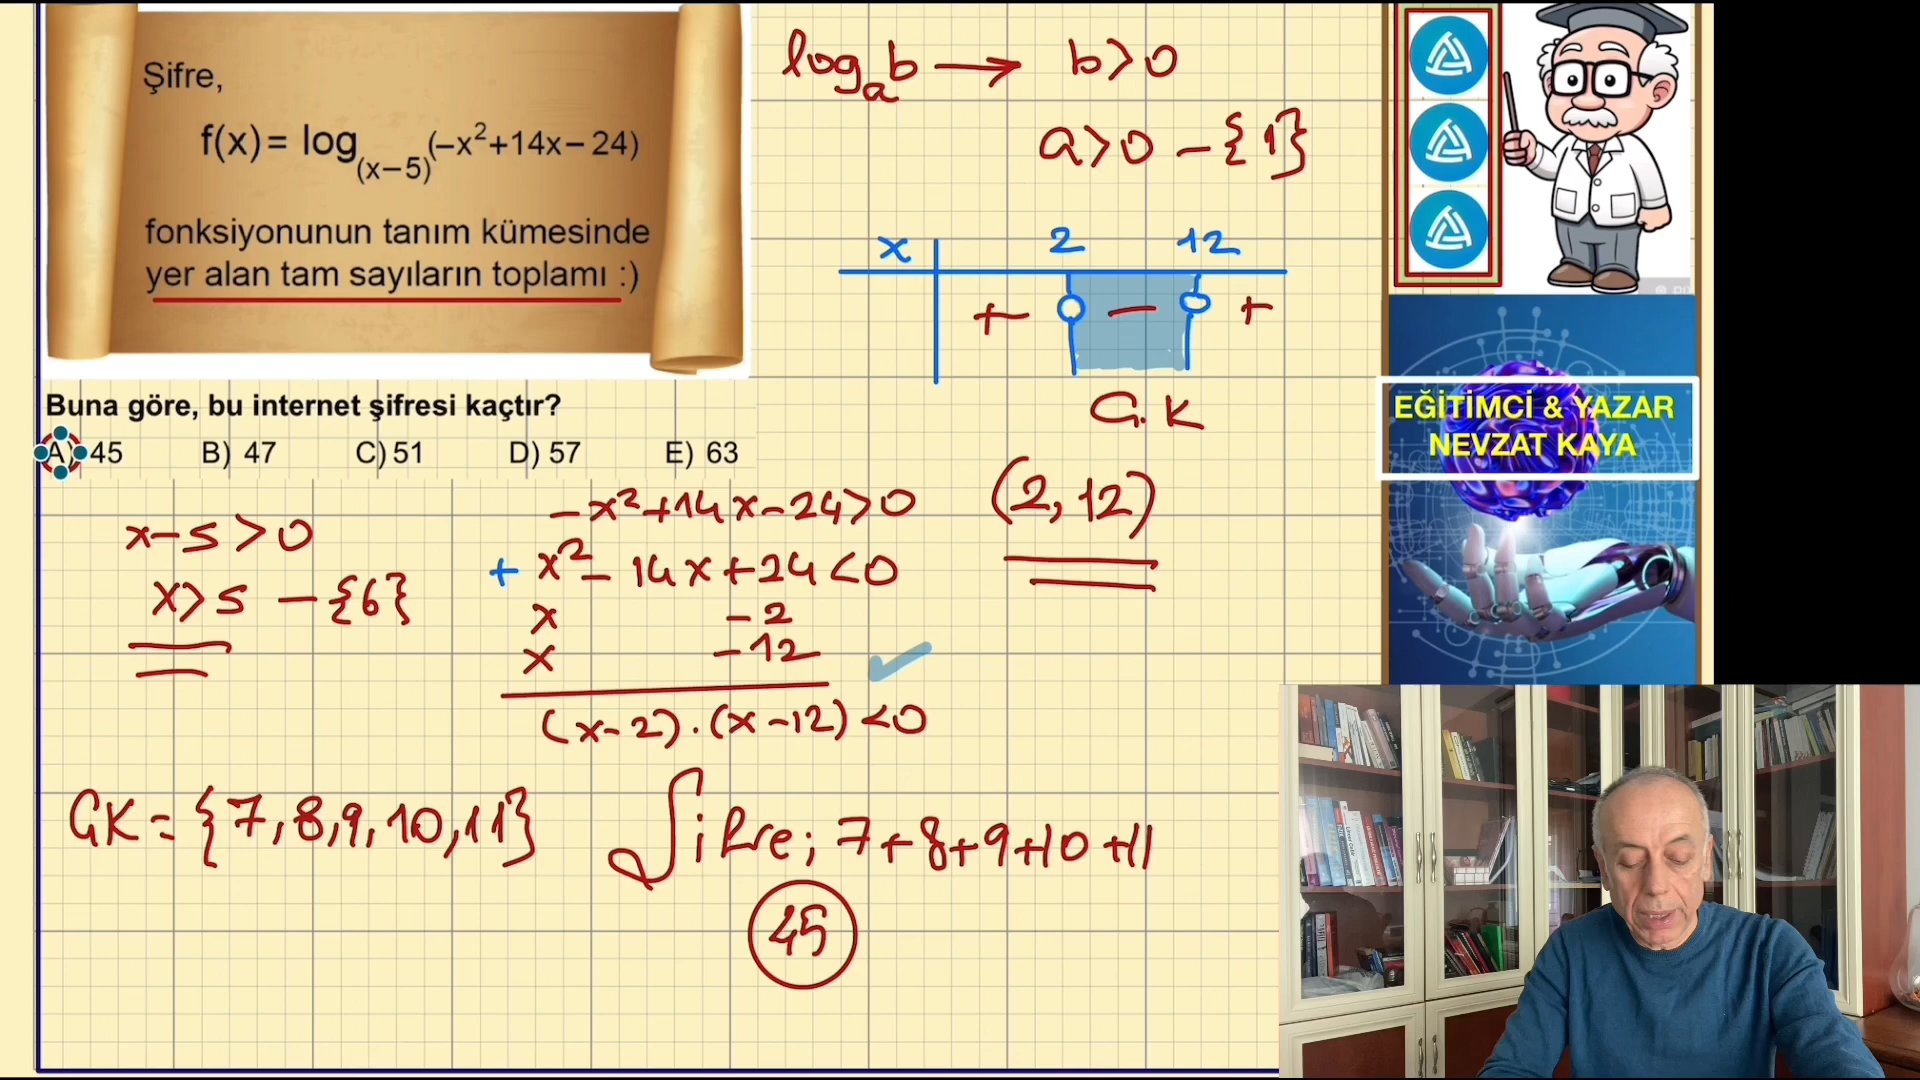 Şifre,
f(x) = log(x−5)(−x²+14x−24)
fonksiyonunun tanım kümesinde
yer alan tam sayıların toplamı :)
Buna göre, bu internet şifresi kaçtır?
A) 45 B) 47 C) 51 D) 57 E) 63
logₐb → b>0
a>0 − {1}
x 2 12
+ − +
Ç.K
(2, 12)
x−5>0
x>5 − {6}
−x²+14x−24>0
+ x²−14x+24<0
x −2
x −12
(x−2).(x−12)<0
ÇK = {7,8,9,10,11}
Şifre; 7+8+9+10+11
45
EĞİTİMCİ & YAZAR
NEVZAT KAYA